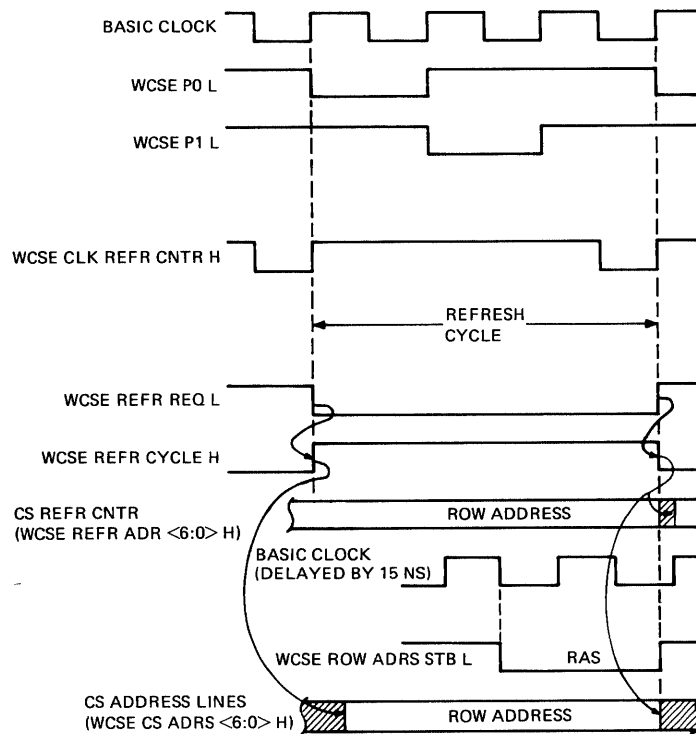 BASIC CLOCK
WCSE P0 L
WCSE P1 L
WCSE CLK REFR CNTR H
REFRESH
CYCLE
WCSE REFR REQ L
WCSE REFR CYCLE H
CS REFR CNTR
(WCSE REFR ADR <6:0> H)
ROW ADDRESS
BASIC CLOCK
(DELAYED BY 15 NS)
WCSE ROW ADRS STB L
RAS
CS ADDRESS LINES
(WCSE CS ADRS <6:0> H)
ROW ADDRESS